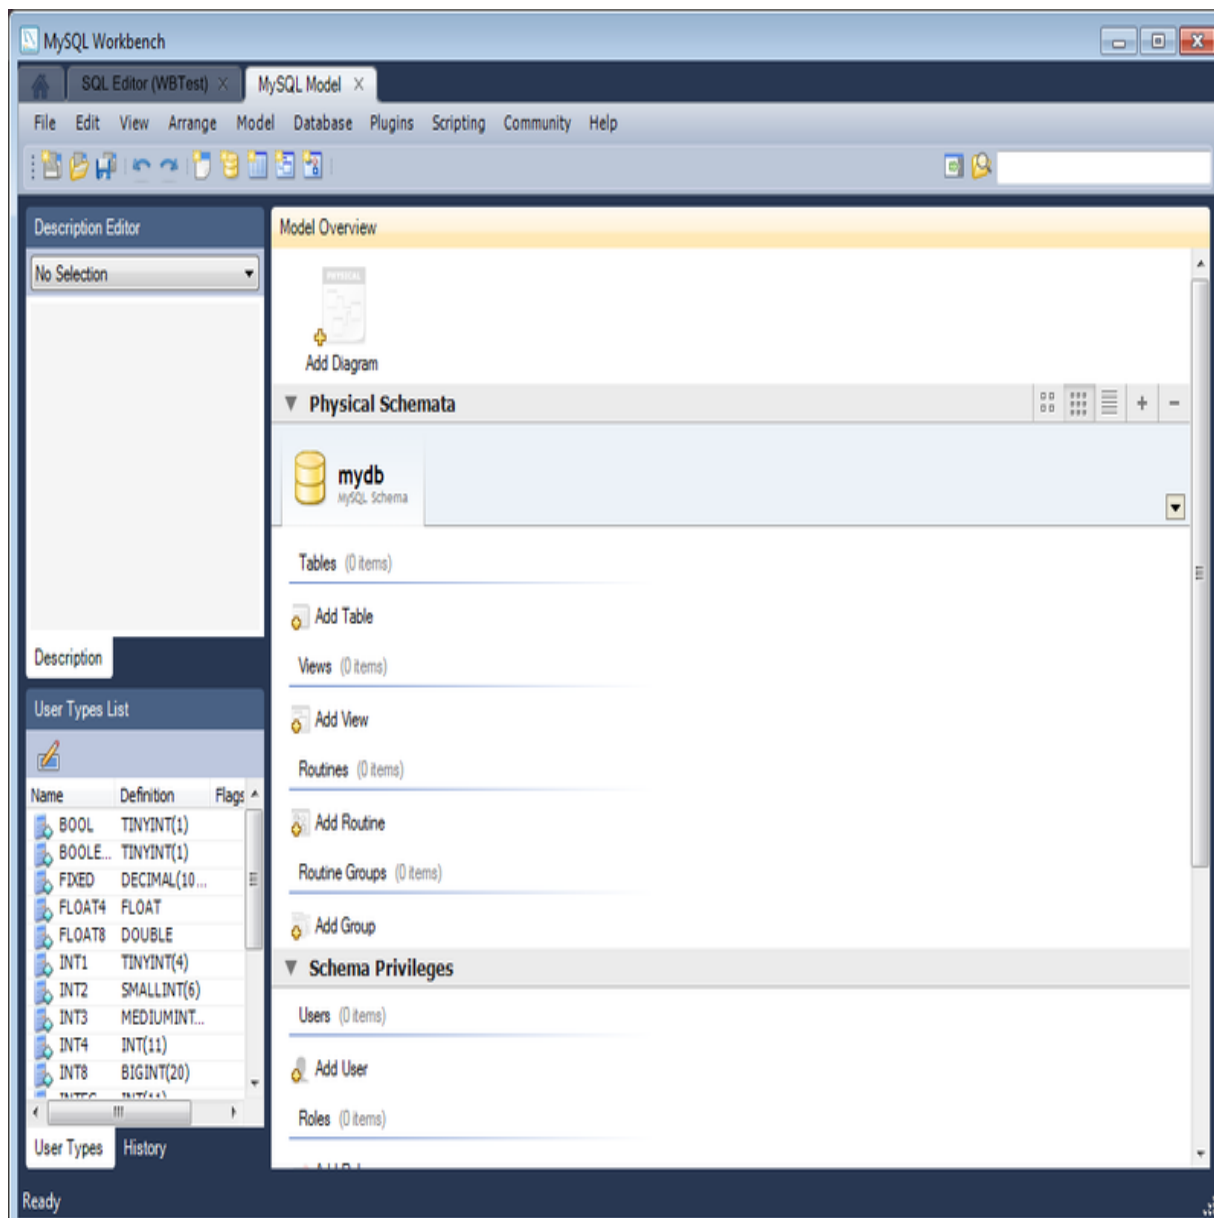 MySQL Workbench
SQL Editor (WBTest) MySQL Model
File Edit View Arrange Model Database Plugins Scripting Community Help
Description Editor
No Selection
Description
User Types List
Name Definition Flags
BOOL TINYINT(1)
BOOLE... TINYINT(1)
FIXED DECIMAL(10...
FLOAT4 FLOAT
FLOAT8 DOUBLE
INT1 TINYINT(4)
INT2 SMALLINT(6)
INT3 MEDIUMINT...
INT4 INT(11)
INT8 BIGINT(20)
User Types History
Model Overview
PHYSICAL
Add Diagram
Physical Schemata
mydb
MySQL Schema
Tables (0 items)
Add Table
Views (0 items)
Add View
Routines (0 items)
Add Routine
Routine Groups (0 items)
Add Group
Schema Privileges
Users (0 items)
Add User
Roles (0 items)
Ready